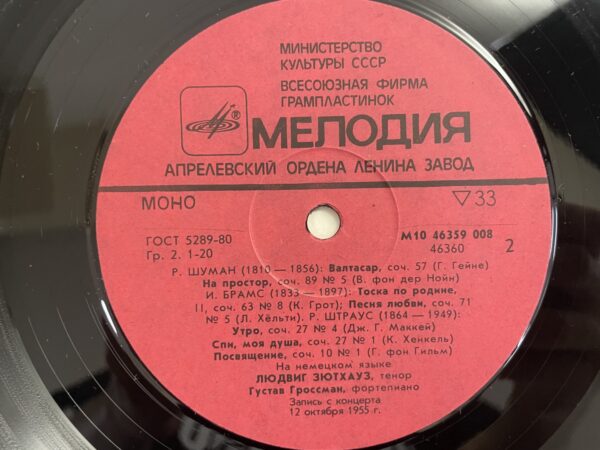 МИНИСТЕРСТВО
КУЛЬТУРЫ СССР
ВСЕСОЮЗНАЯ ФИРМА
ГРАМПЛАСТИНОК
®
МЕЛОДИЯ
АПРЕЛЕВСКИЙ ОРДЕНА ЛЕНИНА ЗАВОД
МОНО
▽33
ГОСТ 5289-80
М10 46359 008
Гр. 2. 1-20
46360
2
Р. ШУМАН (1810 — 1856): Валтасар, соч. 57 (Г. Гейне)
На простор, соч. 89 № 5 (В. фон дер Нойн)
И. БРАМС (1833 — 1897): Тоска по родине,
II, соч. 63 № 8 (К. Грот); Песня любви, соч. 71
№ 5 (Л. Хёльти). Р. ШТРАУС (1864 — 1949):
Утро, соч. 27 № 4 (Дж. Г. Маккей)
Спи, моя душа, соч. 27 № 1 (К. Хенкель)
Посвящение, соч. 10 № 1 (Г. фон Гильм)
На немецком языке
ЛЮДВИГ ЗЮТХАУЗ, тенор
Густав Гроссман, фортепиано
Запись с концерта
12 октября 1955 г.